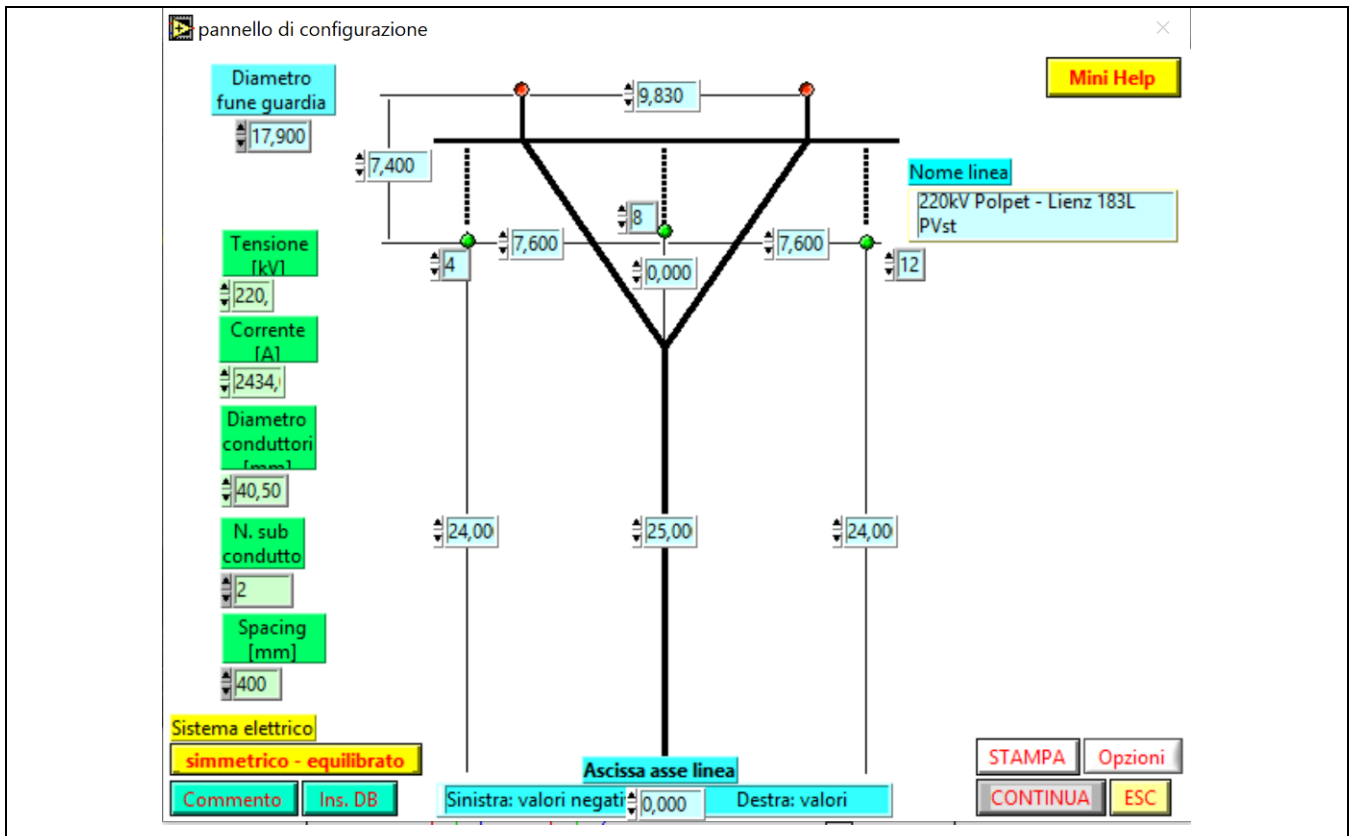 pannello di configurazione
Diametro
fune guardia
17,900
9,830
Mini Help
7,400
Nome linea
220kV Polpet - Lienz 183L
PVst
8
Tensione
[kV]
220,
7,600
7,600
4
0,000
12
Corrente
[A]
2434,
Diametro
conduttori
[mm]
40,50
N. sub
condutto
2
24,00
25,00
24,00
Spacing
[mm]
400
Sistema elettrico
simmetrico - equilibrato
Commento
Ins. DB
Ascissa asse linea
Sinistra: valori negati
0,000
Destra: valori
STAMPA
Opzioni
CONTINUA
ESC